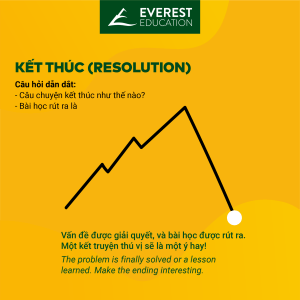 EVEREST
EDUCATION
KẾT THÚC (RESOLUTION)
Câu hỏi dẫn dắt:
- Câu chuyện kết thúc như thế nào?
- Bài học rút ra là
Vấn đề được giải quyết, và bài học được rút ra.
Một kết truyện thú vị sẽ là một ý hay!
The problem is finally solved or a lesson
learned. Make the ending interesting.